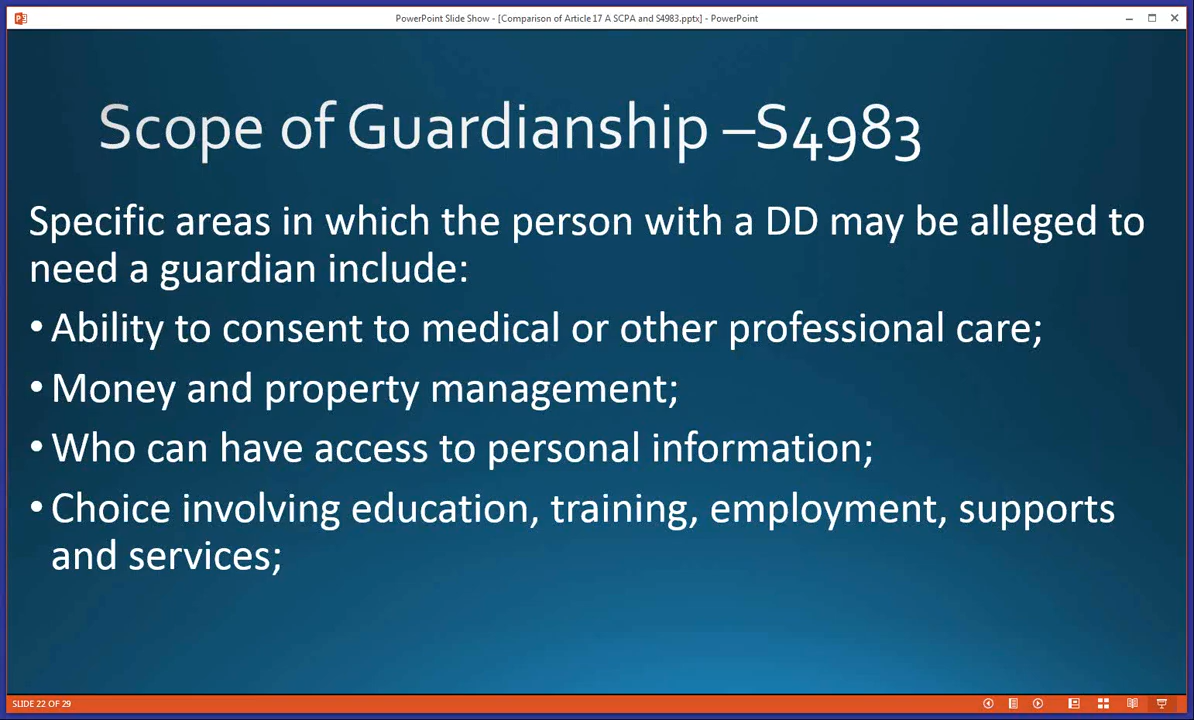 PowerPoint Slide Show - [Comparison of Article 17 A SCPA and S4983.pptx] - PowerPoint
Scope of Guardianship –S4983
Specific areas in which the person with a DD may be alleged to
need a guardian include:
• Ability to consent to medical or other professional care;
• Money and property management;
• Who can have access to personal information;
• Choice involving education, training, employment, supports
and services;
SLIDE 22 OF 29